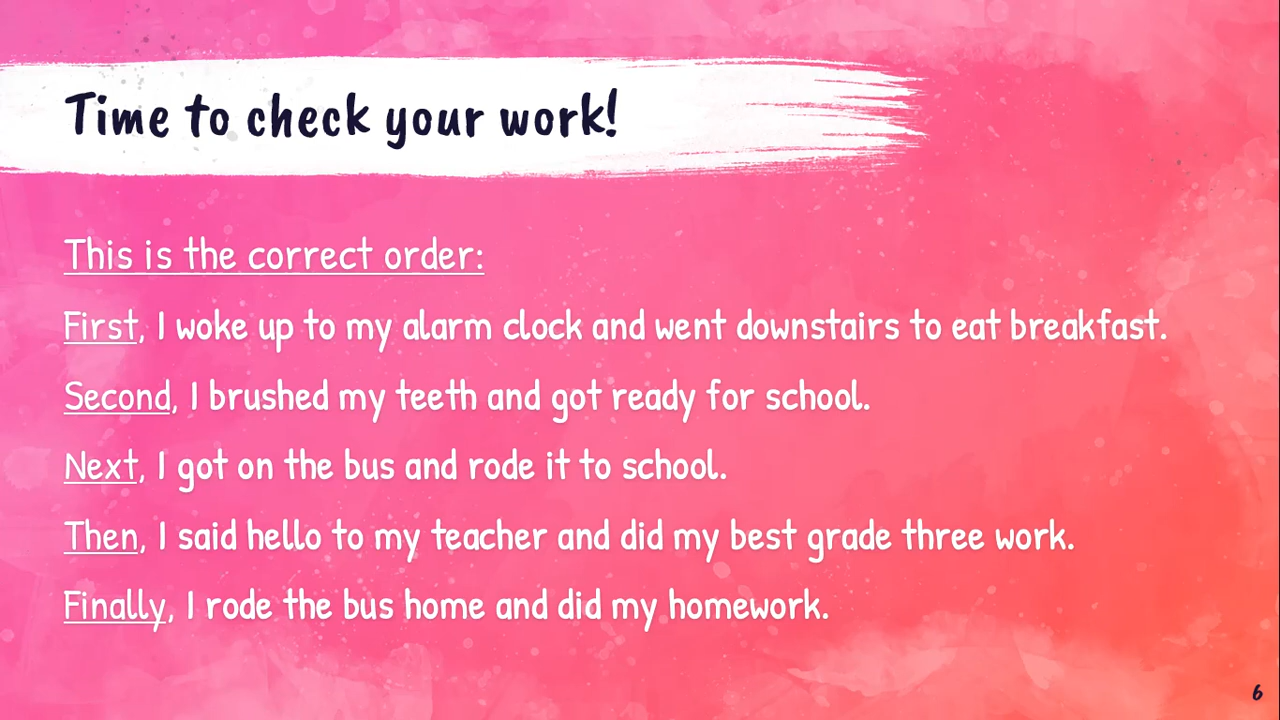 Time to check your work!
This is the correct order:
First, I woke up to my alarm clock and went downstairs to eat breakfast.
Second, I brushed my teeth and got ready for school.
Next, I got on the bus and rode it to school.
Then, I said hello to my teacher and did my best grade three work.
Finally, I rode the bus home and did my homework.
6